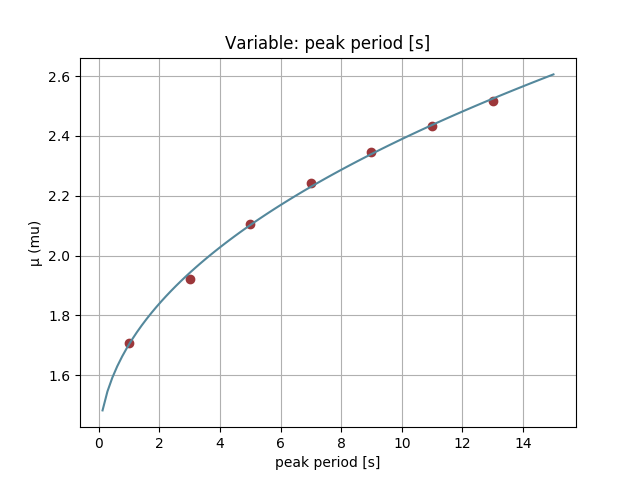 Variable: peak period [s]
2.6
2.4
2.2
2.0
1.8
1.6
μ (mu)
0 2 4 6 8 10 12 14
peak period [s]